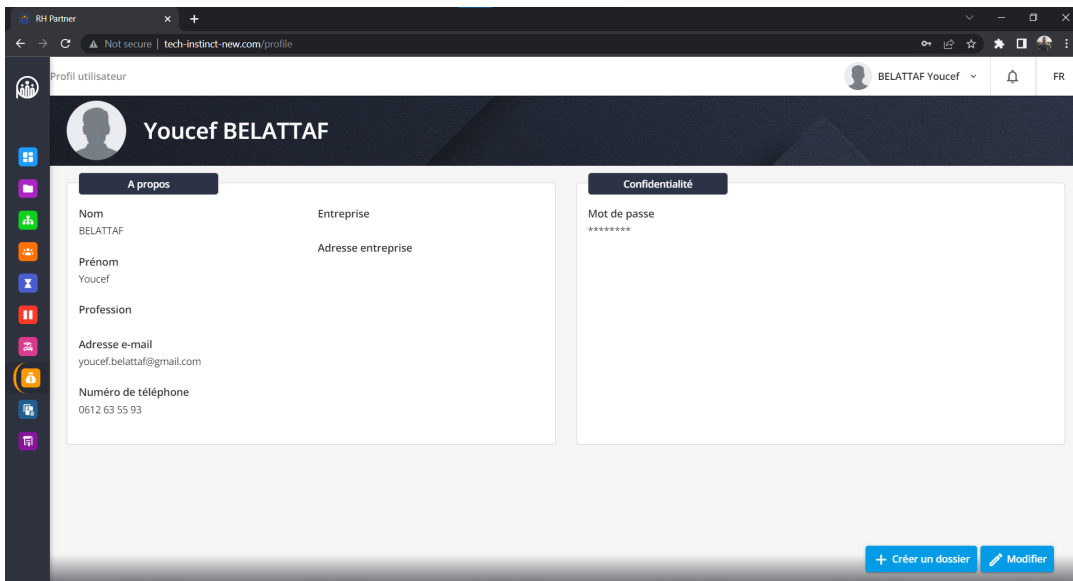 RH Partner
Not secure | tech-instinct-new.com/profile
Profil utilisateur
BELATTAF Youcef
FR
Youcef BELATTAF
A propos
Nom
BELATTAF
Prénom
Youcef
Profession
Adresse e-mail
youcef.belattaf@gmail.com
Numéro de téléphone
0612 63 55 93
Entreprise
Adresse entreprise
Confidentialité
Mot de passe
********
+ Créer un dossier
Modifier